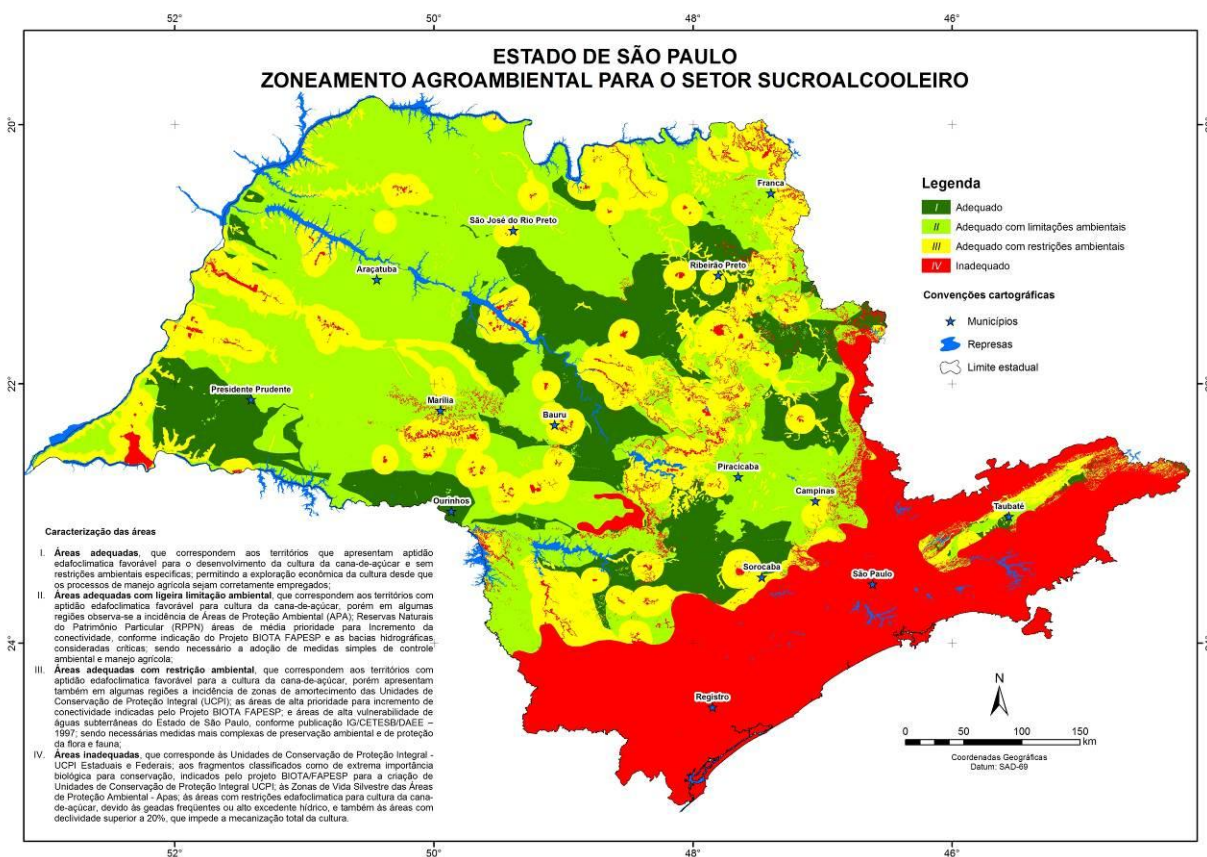 52°
50°
48°
46°
ESTADO DE SÃO PAULO
ZONEAMENTO AGROAMBIENTAL PARA O SETOR SUCROALCOOLEIRO
20°
Franca
São José do Rio Preto
Ribeirão Preto
Araçatuba
Legenda
I Adequado
II Adequado com limitações ambientais
III Adequado com restrições ambientais
IV Inadequado
Convenções cartográficas
Municípios
Represas
Limite estadual
22°
Presidente Prudente
Marília
Bauru
Piracicaba
Campinas
Ourinhos
Taubaté
Sorocaba
São Paulo
24°
Registro
Caracterização das áreas
I. Áreas adequadas, que correspondem aos territórios que apresentam aptidão
edafoclimatica favorável para o desenvolvimento da cultura da cana-de-açúcar e sem
restrições ambientais especificas; permitindo a exploração econômica da cultura desde que
os processos de manejo agrícola sejam corretamente empregados;
II. Áreas adequadas com ligeira limitação ambiental, que correspondem aos territórios com
aptidão edafoclimatica favorável para cultura da cana-de-açúcar, porém em algumas
regiões observa-se a incidência de Áreas de Proteção Ambiental (APA); Reservas Naturais
do Patrimônio Particular (RPPN) áreas de média prioridade para Incremento da
conectividade, conforme indicação do Projeto BIOTA FAPESP e as bacias hidrográficas
consideradas críticas; sendo necessário a adoção de medidas simples de controle
ambiental e manejo agrícola;
III. Áreas adequadas com restrição ambiental, que correspondem aos territórios com
aptidão edafoclimatica favorável para a cultura da cana-de-açúcar, porém apresentam
também em algumas regiões a incidência de zonas de amortecimento das Unidades de
Conservação de Proteção Integral (UCPI); as áreas de alta prioridade para incremento de
conectividade indicadas pelo Projeto BIOTA FAPESP; e áreas de alta vulnerabilidade de
águas subterrâneas do Estado de São Paulo, conforme publicação IG/CETESB/DAEE –
1997; sendo necessárias medidas mais complexas de preservação ambiental e de proteção
da flora e fauna;
IV. Áreas inadequadas, que corresponde às Unidades de Conservação de Proteção Integral -
UCPI Estaduais e Federais; aos fragmentos classificados como de extrema importância
biológica para conservação, indicados pelo projeto BIOTA/FAPESP para a criação de
Unidades de Conservação de Proteção Integral UCPI; às Zonas de Vida Silvestre das Áreas
de Proteção Ambiental - Apas; às áreas com restrições edafoclimatica para cultura da cana-
de-açúcar, devido às geadas freqüentes ou alto excedente hídrico, e também às áreas com
declividade superior a 20%, que impede a mecanização total da cultura.
N
0 25 50 100 150
km
Coordenadas Geográficas
Datum: SAD-69
52°
50°
48°
46°